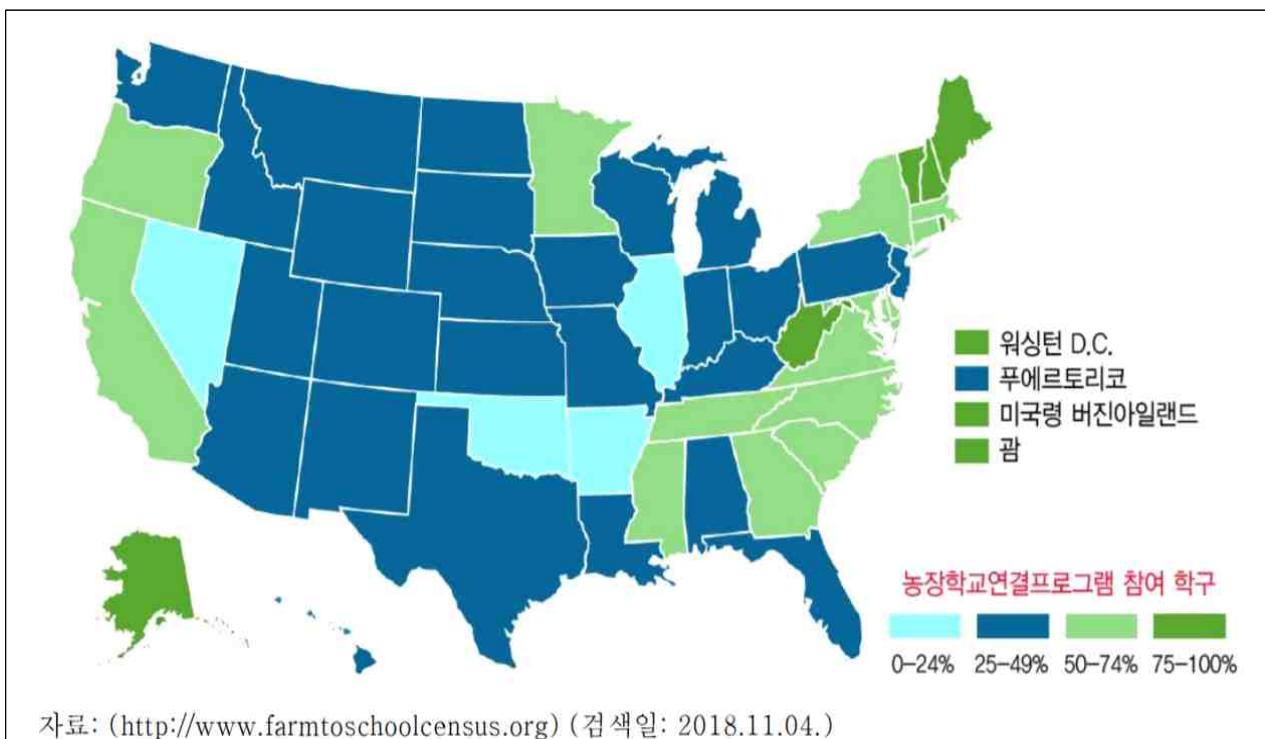 워싱턴 D.C.
푸에르토리코
미국령 버진아일랜드
괌
농장학교연결프로그램 참여 학구
0-24% 25-49% 50-74% 75-100%
자료: (http://www.farmtoschoolcensus.org) (검색일: 2018.11.04.)